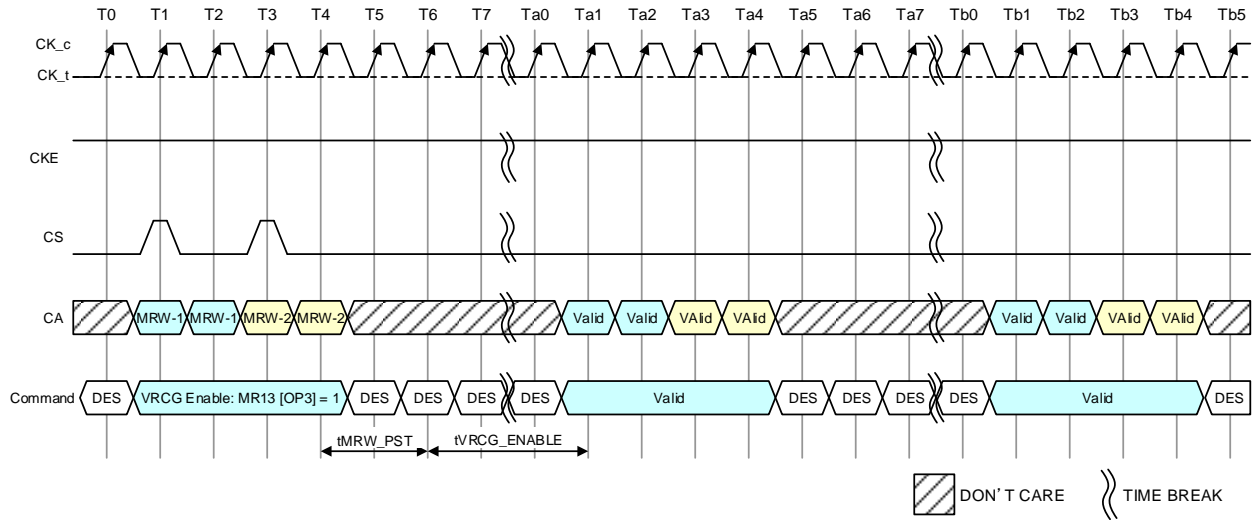 T0 T1 T2 T3 T4 T5 T6 T7 Ta0 Ta1 Ta2 Ta3 Ta4 Ta5 Ta6 Ta7 Tb0 Tb1 Tb2 Tb3 Tb4 Tb5
CK_c
CK_t
CKE
CS
CA MRW-1 MRW-1 MRW-2 MRW-2 Valid Valid VAlid VAlid Valid Valid VAlid VAlid
Command DES VRCG Enable: MR13 [OP3] = 1 DES DES DES DES Valid DES DES DES DES Valid DES
tMRW_PST tVRCG_ENABLE
DON'T CARE TIME BREAK